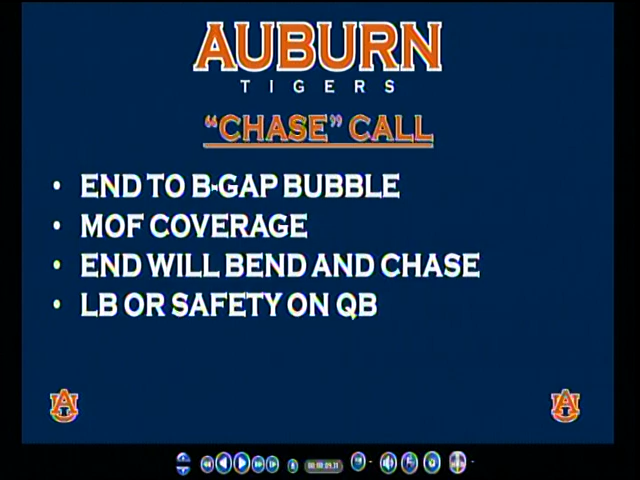 AUBURN
TIGERS
“CHASE” CALL
• END TO B-GAP BUBBLE
• MOF COVERAGE
• END WILL BEND AND CHASE
• LB OR SAFETY ON QB